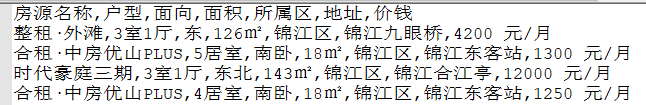 房源名称,户型,面向,面积,所属区,地址,价钱
整租·外滩,3室1厅,东,126㎡,锦江区,锦江九眼桥,4200 元/月
合租·中房优山PLUS,5居室,南卧,18㎡,锦江区,锦江东客站,1300 元/月
时代豪庭三期,3室1厅,东北,143㎡,锦江区,锦江合江亭,12000 元/月
合租·中房优山PLUS,4居室,南卧,18㎡,锦江区,锦江东客站,1250 元/月